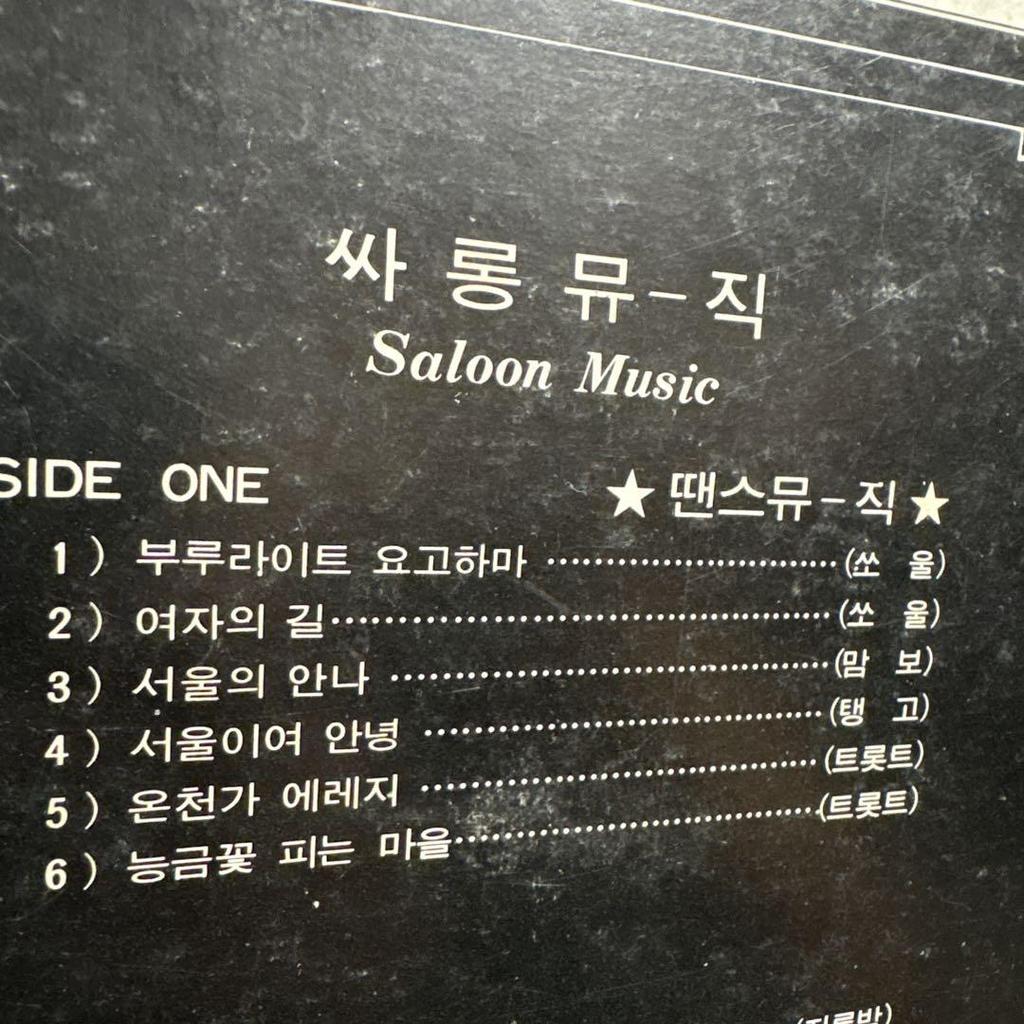 싸롱뮤-직
Saloon Music
SIDE ONE ★땐스뮤-직★
1) 부루라이트 요고하마 ························ (쏘 울)
2) 여자의 길 ························ (쏘 울)
3) 서울의 안나 ························ (맘 보)
4) 서울이여 안녕 ························ (탱 고)
5) 온천가 에레지 ························ (트롯트)
6) 능금꽃 피는 마을 ························ (트롯트)